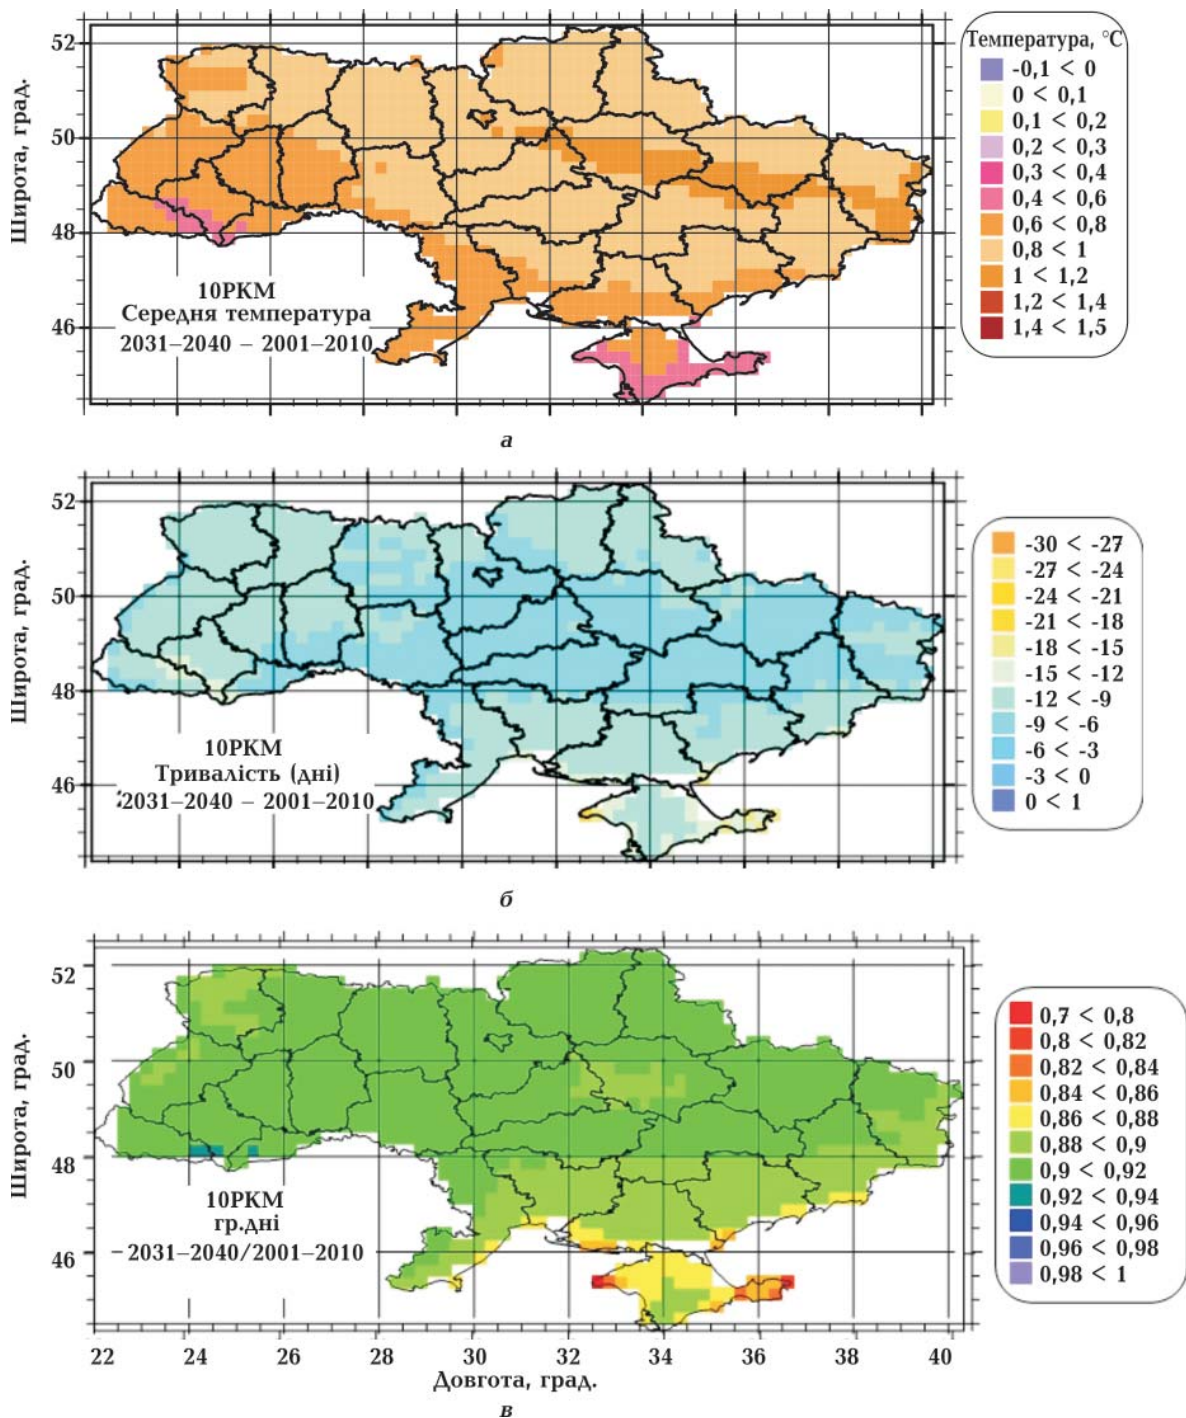 Температура, °C
-0,1 < 0
0 < 0,1
0,1 < 0,2
0,2 < 0,3
0,3 < 0,4
0,4 < 0,6
0,6 < 0,8
0,8 < 1
1 < 1,2
1,2 < 1,4
1,4 < 1,5
Широта, град.
52
50
48
46
10РКМ
Середня температура
2031–2040 – 2001–2010
а
Широта, град.
52
50
48
46
10РКМ
Тривалість (дні)
2031–2040 – 2001–2010
-30 < -27
-27 < -24
-24 < -21
-21 < -18
-18 < -15
-15 < -12
-12 < -9
-9 < -6
-6 < -3
-3 < 0
0 < 1
б
Широта, град.
52
50
48
46
10РКМ
гр.дні
2031–2040/2001–2010
0,7 < 0,8
0,8 < 0,82
0,82 < 0,84
0,84 < 0,86
0,86 < 0,88
0,88 < 0,9
0,9 < 0,92
0,92 < 0,94
0,94 < 0,96
0,96 < 0,98
0,98 < 1
22 24 26 28 30 32 34 36 38 40
Довгота, град.
в